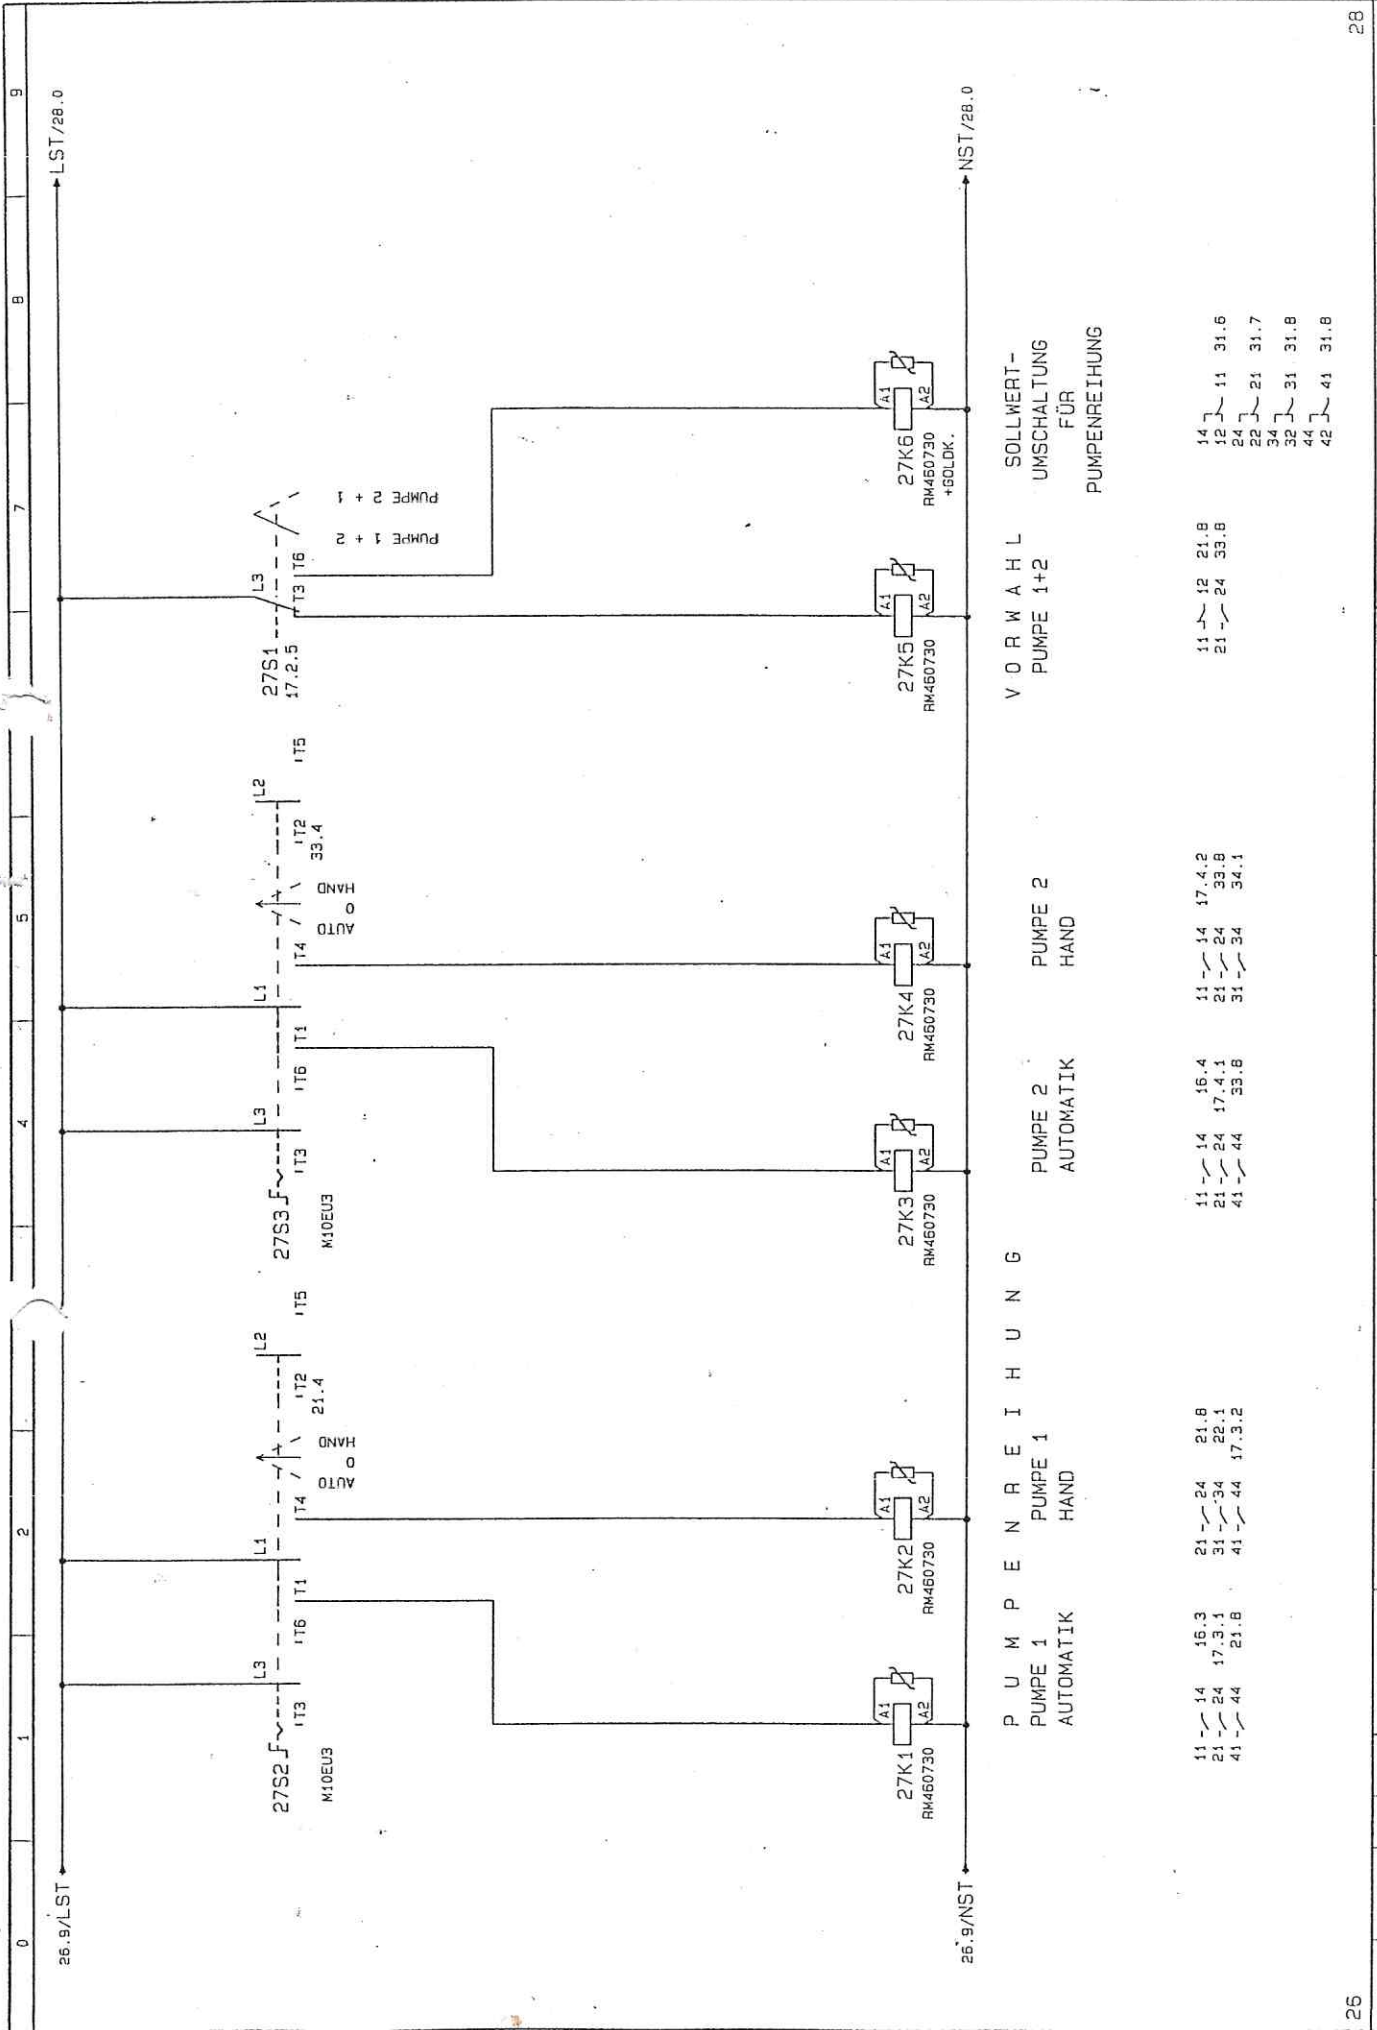 0
1
2
4
5
7
8
9
26.9/LST
LST/28.0
27S2
M10EU3
L3
L1
L2
T3
T6
T1
T4
T2
T5
21.4
AUTO
0
HAND
27S3
M10EU3
L3
L1
L2
T3
T6
T1
T4
T2
T5
33.4
AUTO
0
HAND
27S1
17.2.5
L3
T3
T6
PUMPE 1 + 2
PUMPE 2 + 1
27K1
RM460730
A1
A2
27K2
RM460730
A1
A2
27K3
RM460730
A1
A2
27K4
RM460730
A1
A2
27K5
RM460730
A1
A2
27K6
RM460730
+GOLDK.
A1
A2
26.9/NST
NST/28.0
P U M P E N R E I H U N G
PUMPE 1
AUTOMATIK
PUMPE 1
HAND
PUMPE 2
AUTOMATIK
PUMPE 2
HAND
V O R W A H L
PUMPE 1+2
SOLLWERT-
UMSCHALTUNG
FÜR
PUMPENREIHUNG
11 14 16.3
21 24 17.3.1
41 44 21.8
21 24 21.8
31 34 22.1
41 44 17.3.2
11 14 16.4
21 24 17.4.1
41 44 33.8
11 14 17.4.2
21 24 33.8
31 34 34.1
11 12 21.8
21 24 33.8
14
12 11 31.6
24
22 21 31.7
34
32 31 31.8
44
42 41 31.8
26
28